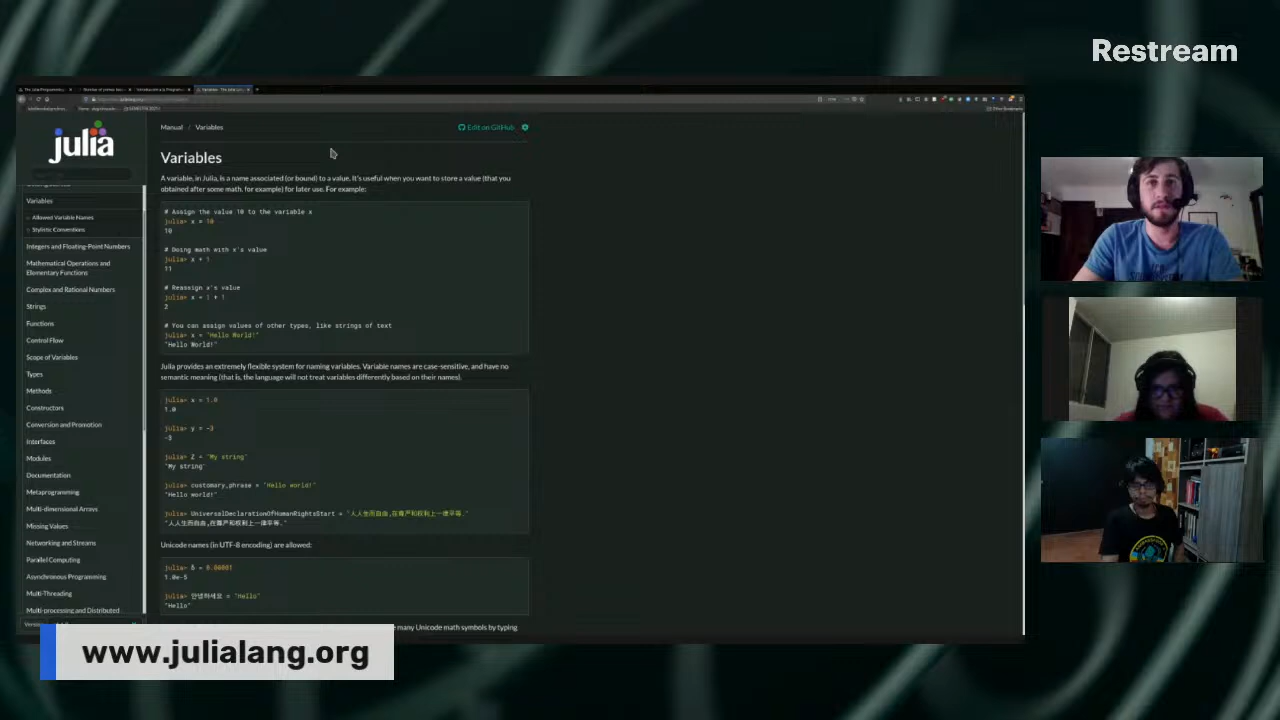 Restream
julia
Manual / Variables
Edit on GitHub
Variables
A variable, in Julia, is a name associated (or bound) to a value. It's useful when you want to store a value (that you
obtained after some math, for example) for later use. For example:
# Assign the value 10 to the variable x
julia> x = 10
10
# Doing math with x's value
julia> x + 1
11
# Reassign x's value
julia> x = 1 + 1
2
# You can assign values of other types, like strings of text
julia> x = "Hello World!"
"Hello World!"
Julia provides an extremely flexible system for naming variables. Variable names are case-sensitive, and have no
semantic meaning (that is, the language will not treat variables differently based on their names).
julia> x = 1.0
1.0
julia> y = -3
-3
julia> Z = "My string"
"My string"
julia> customary_phrase = "Hello world!"
"Hello world!"
julia> UniversalDeclarationOfHumanRightsStart = "人人生而自由,在尊严和权利上一律平等."
"人人生而自由,在尊严和权利上一律平等."
Unicode names (in UTF-8 encoding) are allowed:
julia> δ = 0.00001
1.0e-5
julia> 안녕하세요 = "Hello"
"Hello"
many Unicode math symbols by typing
Variables
Allowed Variable Names
Stylistic Conventions
Integers and Floating-Point Numbers
Mathematical Operations and
Elementary Functions
Complex and Rational Numbers
Strings
Functions
Control Flow
Scope of Variables
Types
Methods
Constructors
Conversion and Promotion
Interfaces
Modules
Documentation
Metaprogramming
Multi-dimensional Arrays
Missing Values
Networking and Streams
Parallel Computing
Asynchronous Programming
Multi-Threading
Multi-processing and Distributed
www.julialang.org